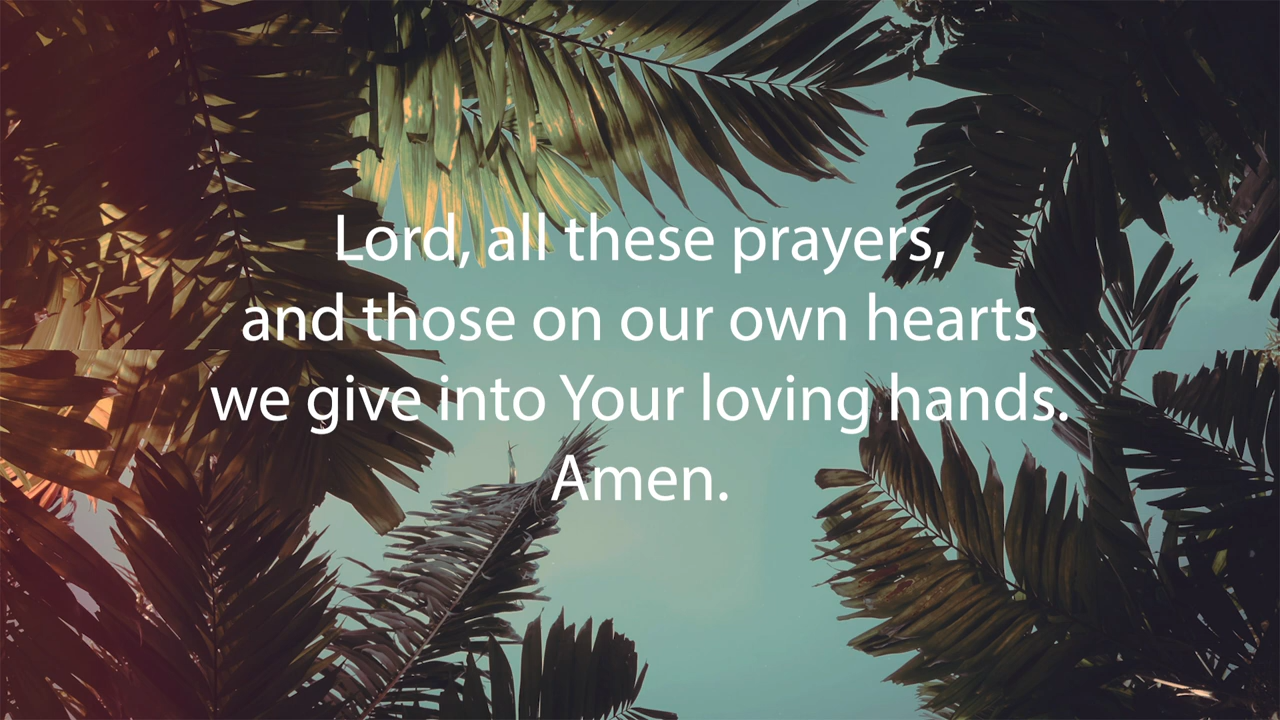 Lord, all these prayers,
and those on our own hearts
we give into Your loving hands.
Amen.